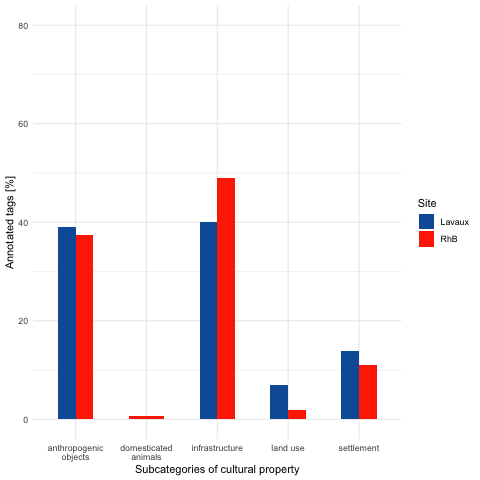 80
60
40
20
0
Annotated tags [%]
anthropogenic
objects
domesticated
animals
infrastructure
land use
settlement
Subcategories of cultural property
Site
Lavaux
RhB